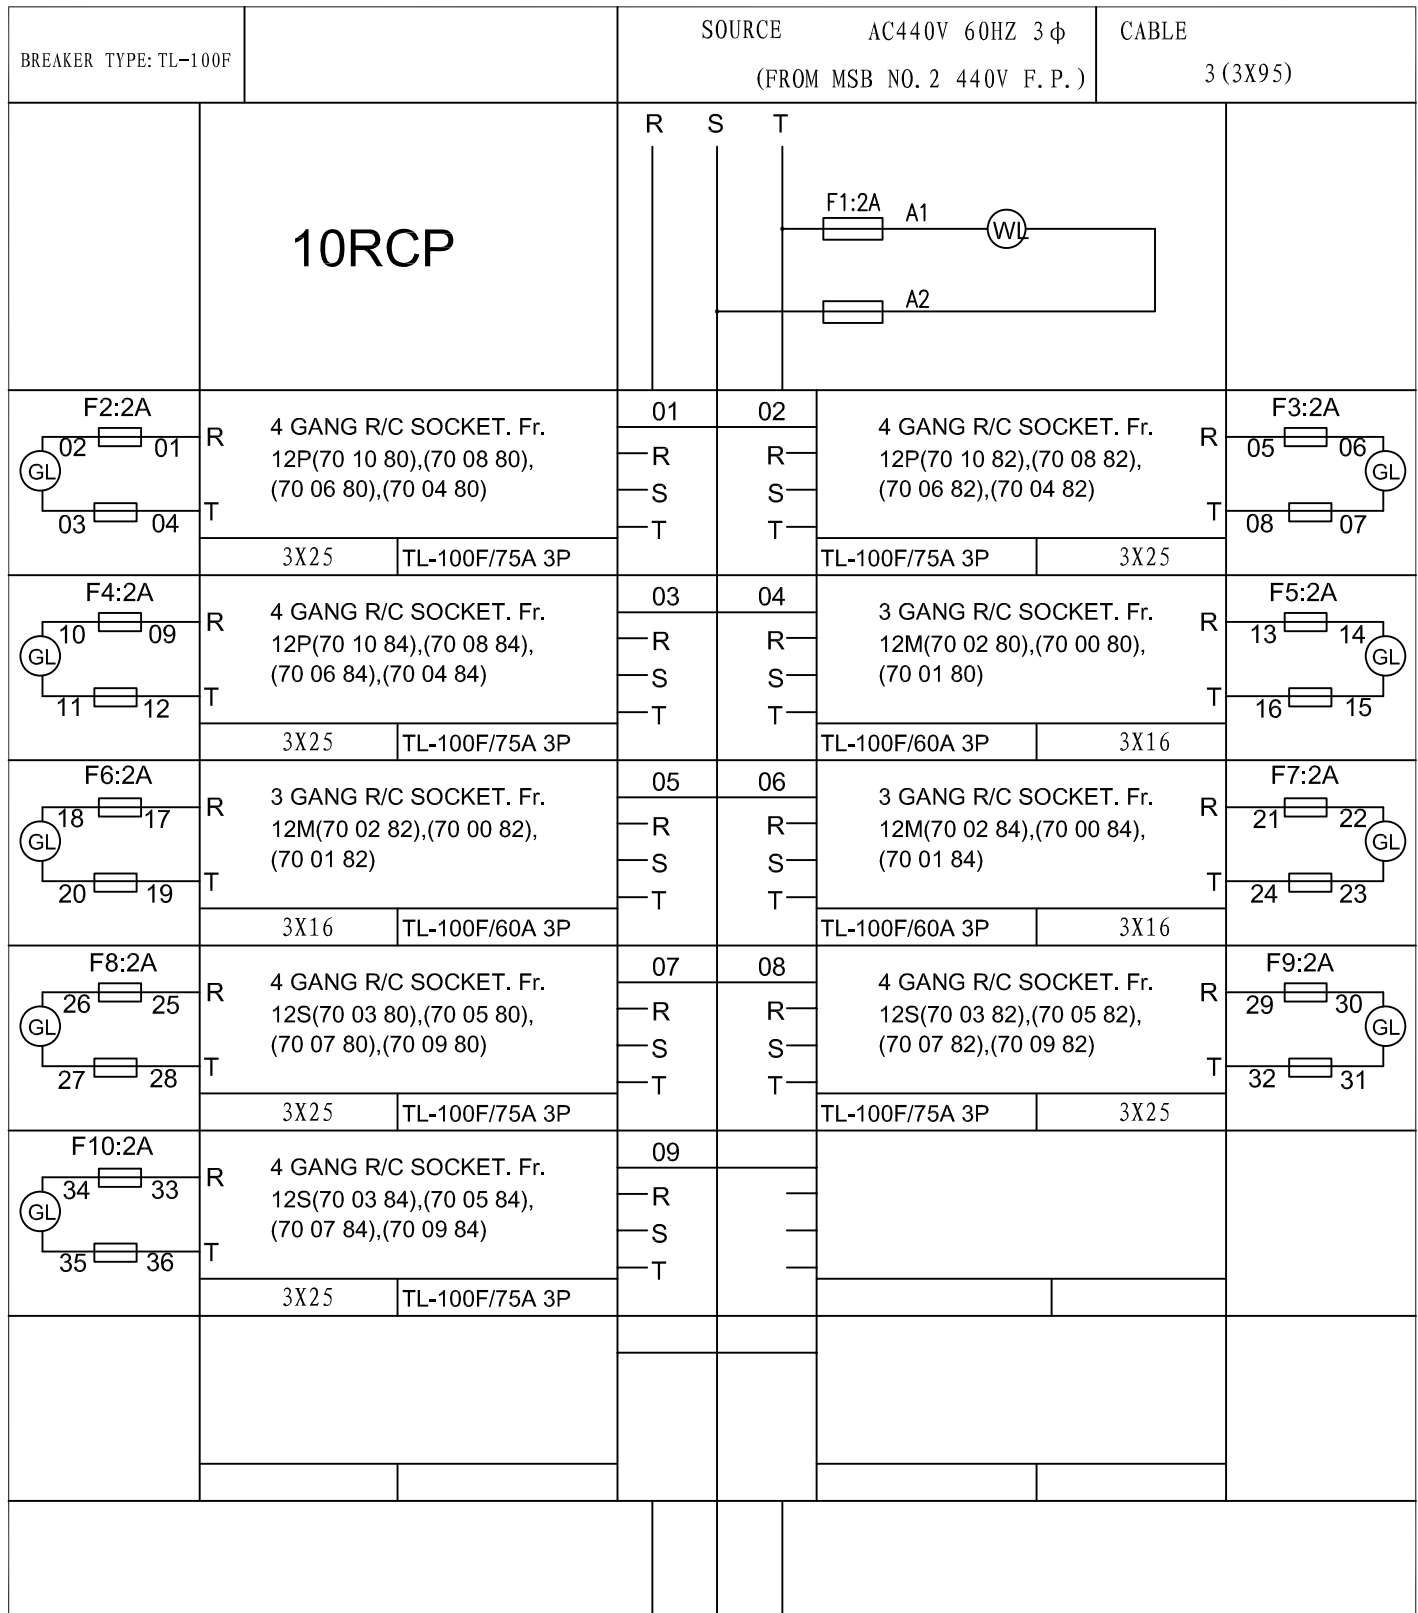 BREAKER TYPE:TL-100F
SOURCE AC440V 60HZ 3φ
(FROM MSB NO.2 440V F.P.)
CABLE
3(3X95)
10RCP
R S T
F1:2A A1
WL
A2
F2:2A
02 01
GL
03 04
R
T
4 GANG R/C SOCKET. Fr.
12P(70 10 80),(70 08 80),
(70 06 80),(70 04 80)
3X25 TL-100F/75A 3P
01
R
S
T
02
R
S
T
4 GANG R/C SOCKET. Fr.
12P(70 10 82),(70 08 82),
(70 06 82),(70 04 82)
TL-100F/75A 3P 3X25
R
T
F3:2A
05 06
GL
08 07
F4:2A
10 09
GL
11 12
R
T
4 GANG R/C SOCKET. Fr.
12P(70 10 84),(70 08 84),
(70 06 84),(70 04 84)
3X25 TL-100F/75A 3P
03
R
S
T
04
R
S
T
3 GANG R/C SOCKET. Fr.
12M(70 02 80),(70 00 80),
(70 01 80)
TL-100F/60A 3P 3X16
R
T
F5:2A
13 14
GL
16 15
F6:2A
18 17
GL
20 19
R
T
3 GANG R/C SOCKET. Fr.
12M(70 02 82),(70 00 82),
(70 01 82)
3X16 TL-100F/60A 3P
05
R
S
T
06
R
S
T
3 GANG R/C SOCKET. Fr.
12M(70 02 84),(70 00 84),
(70 01 84)
TL-100F/60A 3P 3X16
R
T
F7:2A
21 22
GL
24 23
F8:2A
26 25
GL
27 28
R
T
4 GANG R/C SOCKET. Fr.
12S(70 03 80),(70 05 80),
(70 07 80),(70 09 80)
3X25 TL-100F/75A 3P
07
R
S
T
08
R
S
T
4 GANG R/C SOCKET. Fr.
12S(70 03 82),(70 05 82),
(70 07 82),(70 09 82)
TL-100F/75A 3P 3X25
R
T
F9:2A
29 30
GL
32 31
F10:2A
34 33
GL
35 36
R
T
4 GANG R/C SOCKET. Fr.
12S(70 03 84),(70 05 84),
(70 07 84),(70 09 84)
3X25 TL-100F/75A 3P
09
R
S
T